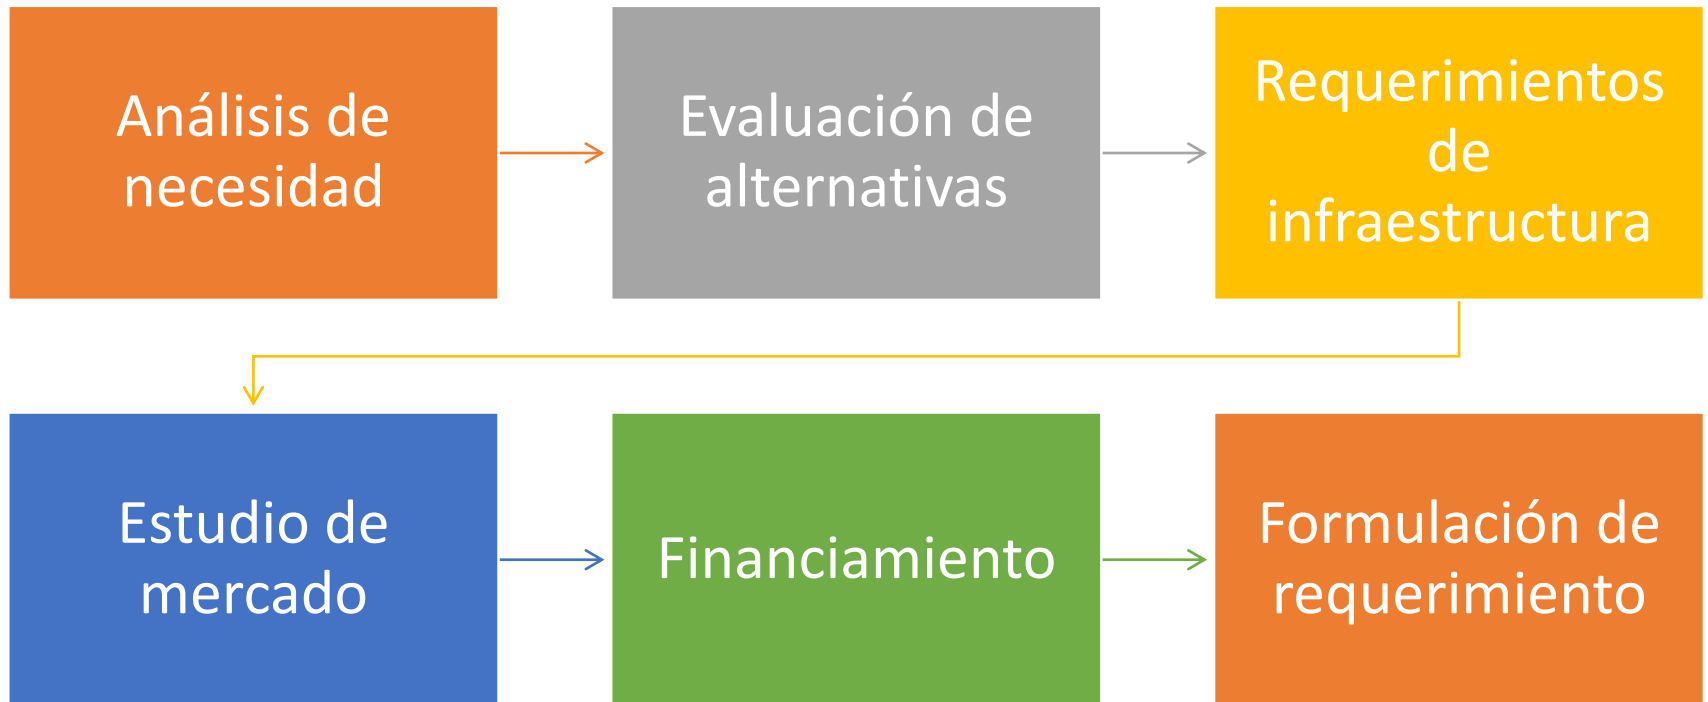 Análisis de
necesidad
Evaluación de
alternativas
Requerimientos
de
infraestructura
Estudio de
mercado
Financiamiento
Formulación de
requerimiento